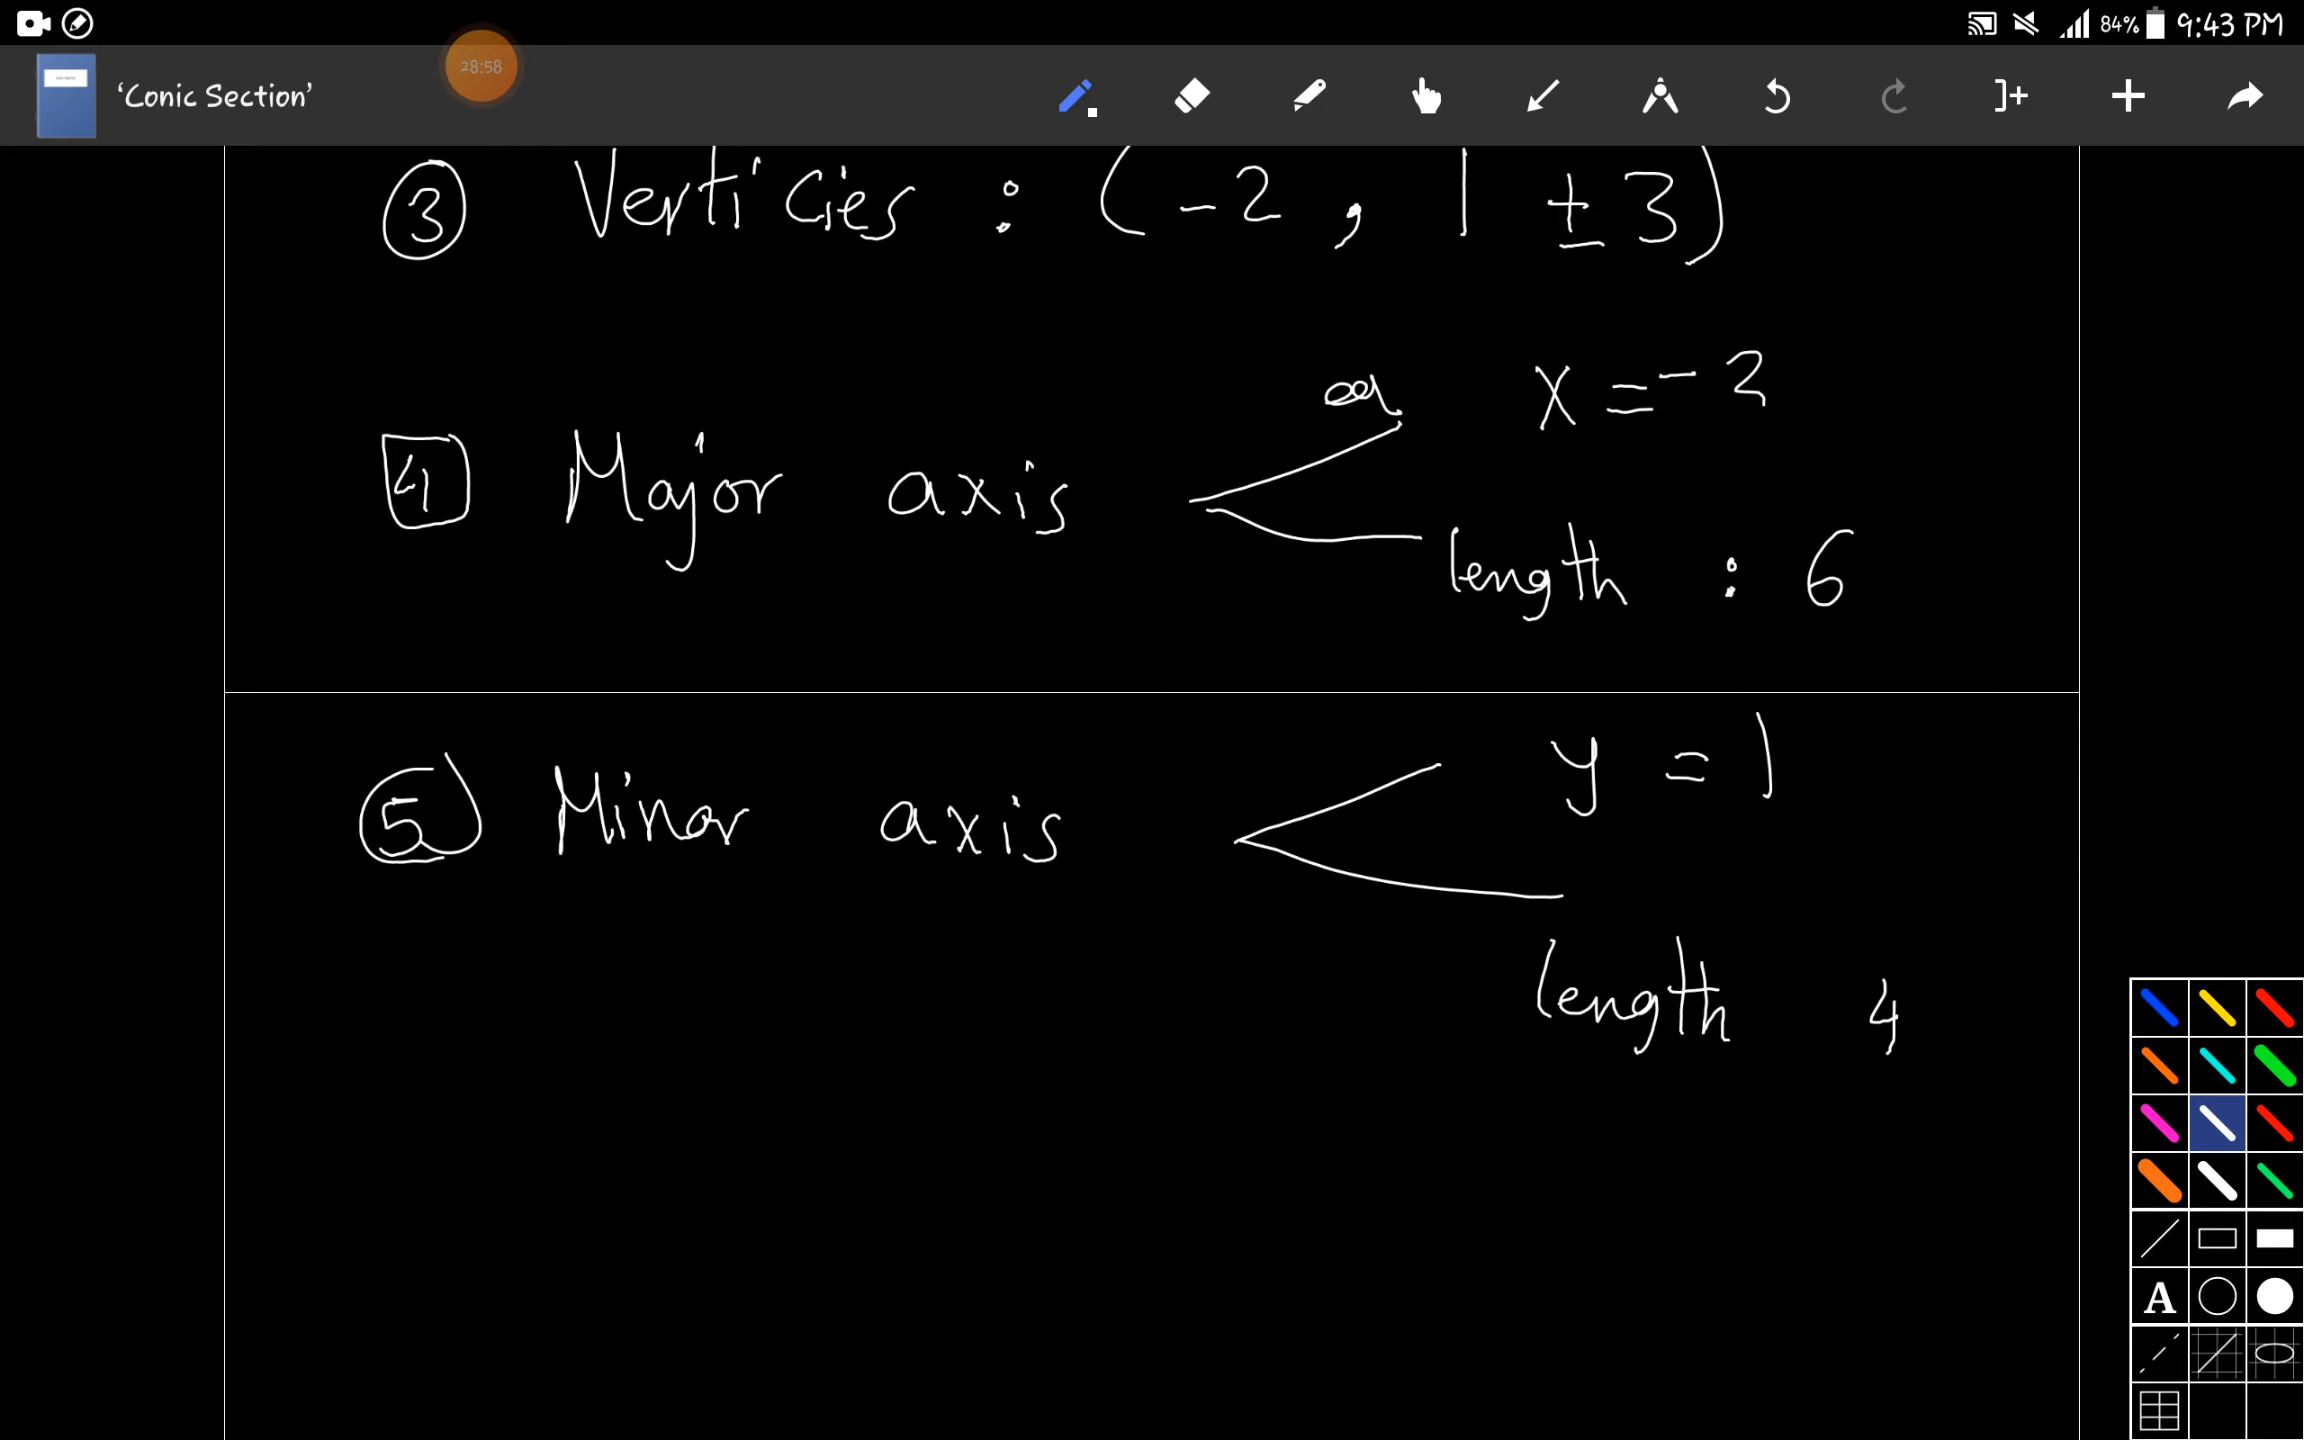 84% 9:43 PM
28:58
'Conic Section'
③ Verticies : (-2 , 1 ± 3)
x = -2
4 Major axis
length : 6
y = 1
⑤ Minor axis
length 4
A